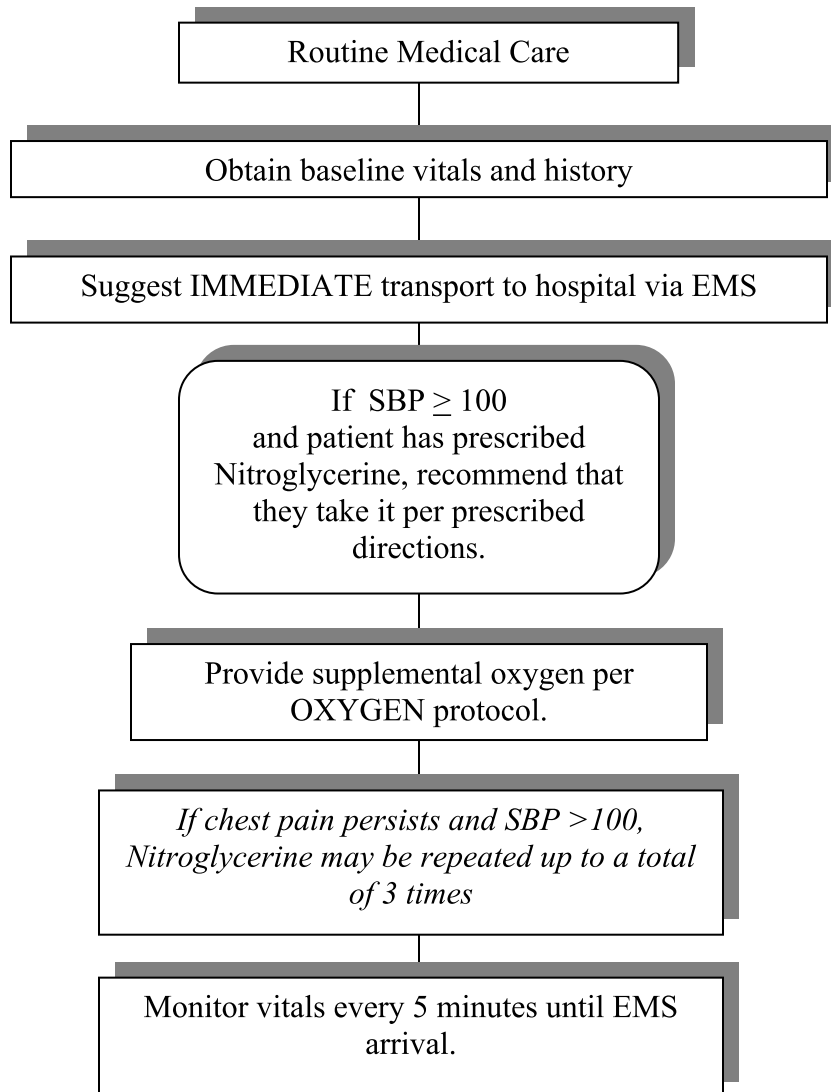 Routine Medical Care
Obtain baseline vitals and history
Suggest IMMEDIATE transport to hospital via EMS
If  SBP > 100
and patient has prescribed
Nitroglycerine, recommend that
they take it per prescribed
directions.
Provide supplemental oxygen per
OXYGEN protocol.
If chest pain persists and SBP >100,
Nitroglycerine may be repeated up to a total
of 3 times
Monitor vitals every 5 minutes until EMS
arrival.